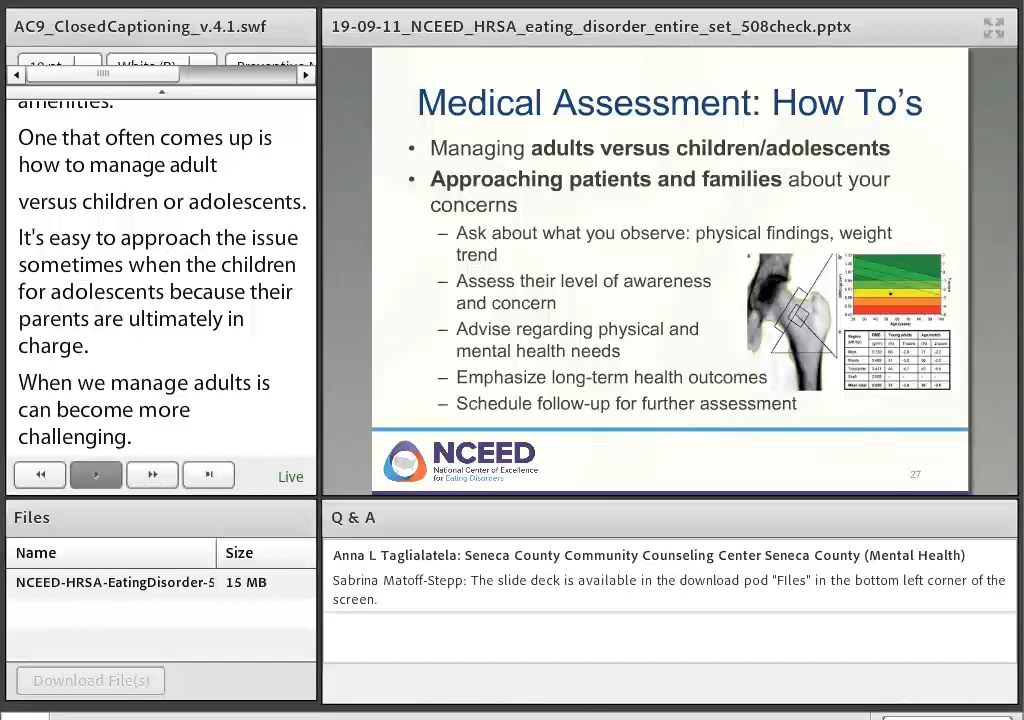 AC9_ClosedCaptioning_v.4.1.swf
amenities.
One that often comes up is
how to manage adult
versus children or adolescents.
It's easy to approach the issue
sometimes when the children
for adolescents because their
parents are ultimately in
charge.
When we manage adults is
can become more
challenging.
Live
19-09-11_NCEED_HRSA_eating_disorder_entire_set_508check.pptx
Medical Assessment: How To's
• Managing adults versus children/adolescents
• Approaching patients and families about your
concerns
– Ask about what you observe: physical findings, weight
trend
– Assess their level of awareness
and concern
– Advise regarding physical and
mental health needs
– Emphasize long-term health outcomes
– Schedule follow-up for further assessment
NCEED
National Center of Excellence
for Eating Disorders
27
Files
Name Size
NCEED-HRSA-EatingDisorder-5 15 MB
Download File(s)
Q & A
Anna L Taglialatela: Seneca County Community Counseling Center Seneca County (Mental Health)
Sabrina Matoff-Stepp: The slide deck is available in the download pod "FIles" in the bottom left corner of the
screen.